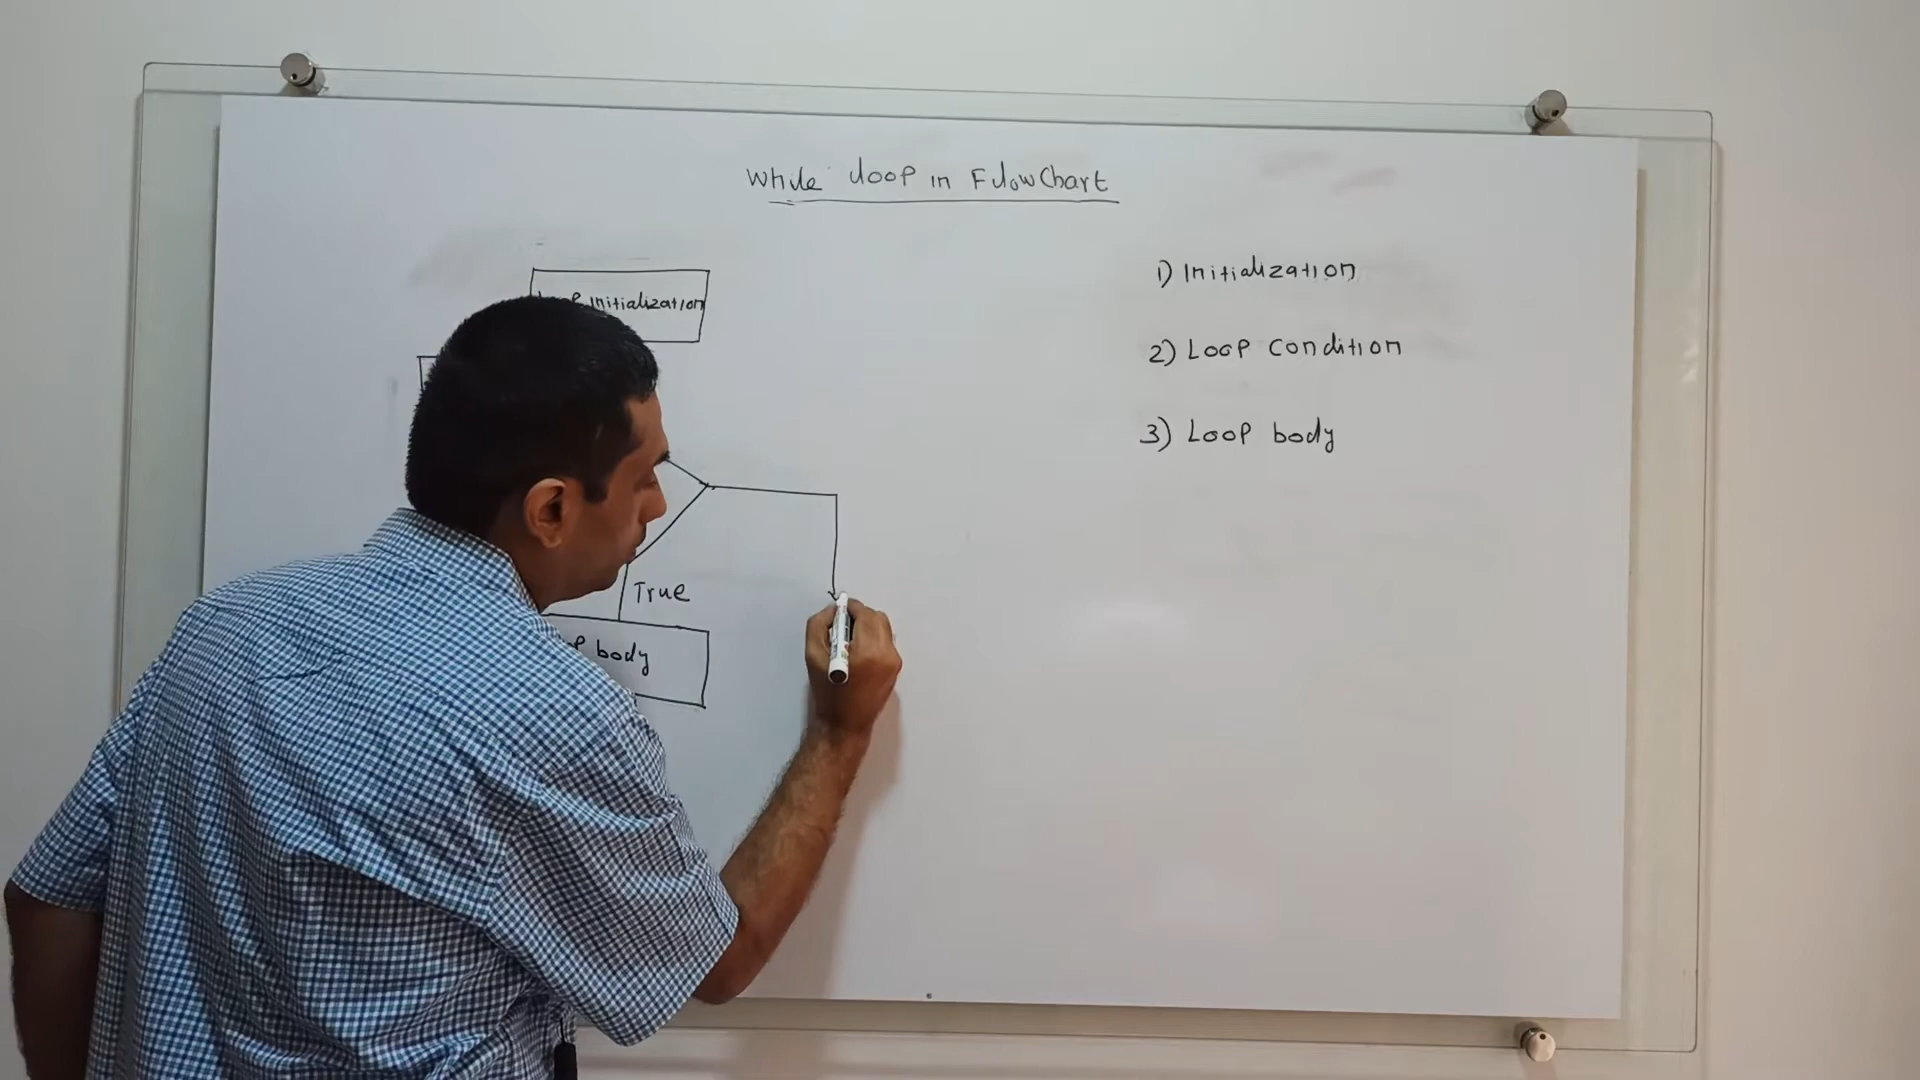 While loop in FlowChart
initialization
True
body
1) Initialization
2) Loop condition
3) Loop body